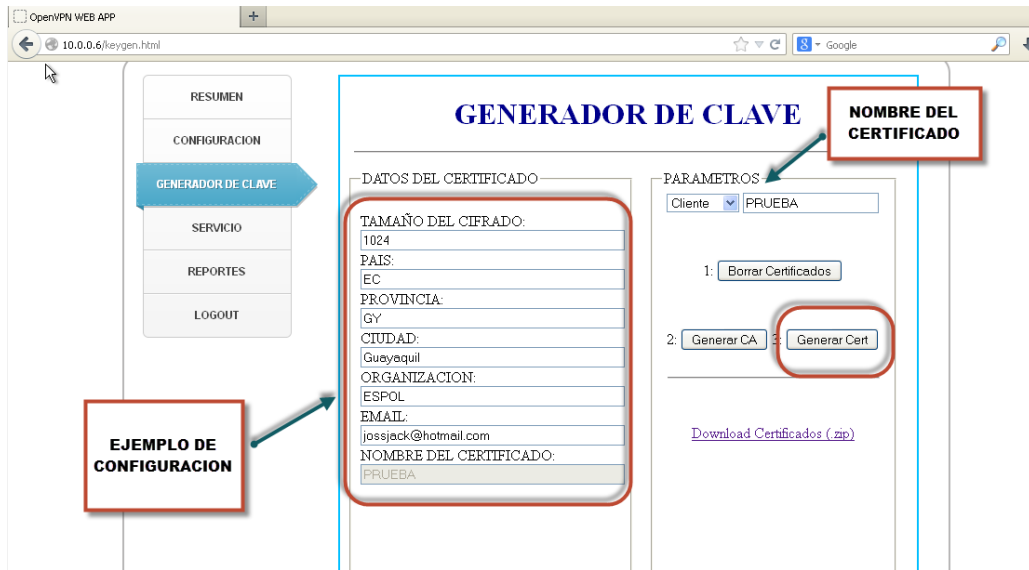 OpenVPN WEB APP
10.0.0.6/keygen.html
Google
RESUMEN
CONFIGURACION
GENERADOR DE CLAVE
SERVICIO
REPORTES
LOGOUT
GENERADOR DE CLAVE
NOMBRE DEL
CERTIFICADO
DATOS DEL CERTIFICADO
TAMAÑO DEL CIFRADO:
1024
PAIS:
EC
PROVINCIA:
GY
CIUDAD:
Guayaquil
ORGANIZACION:
ESPOL
EMAIL:
jossjack@hotmail.com
NOMBRE DEL CERTIFICADO:
PRUEBA
PARAMETROS
Cliente PRUEBA
1: Borrar Certificados
2: Generar CA 3: Generar Cert
Download Certificados (.zip)
EJEMPLO DE
CONFIGURACION